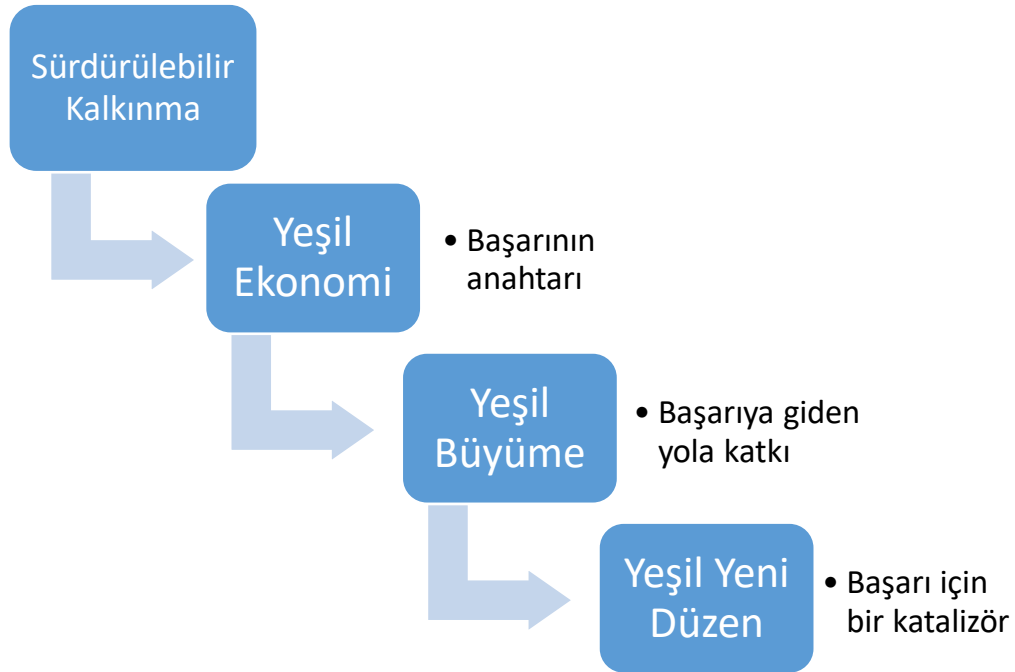 Sürdürülebilir
Kalkınma
Yeşil
Ekonomi
• Başarının
anahtarı
Yeşil
Büyüme
• Başarıya giden
yola katkı
Yeşil Yeni
Düzen
• Başarı için
bir katalizör